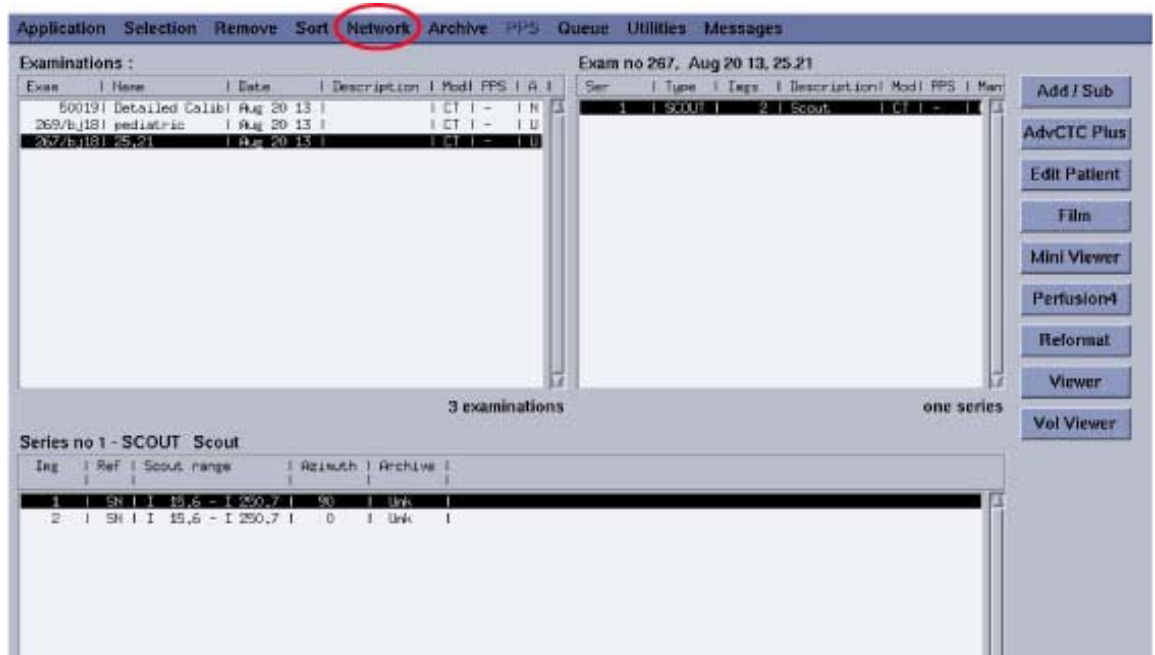 Application Selection Remove Sort Network Archive PPS Queue Utilities Messages
Examinations :
Exam | Name | Date | Description | Mod| PPS | A |
50019| Detailed Calib| Aug 20 13 | | CT | - | N
269/bj18| pediatric | Aug 20 13 | | CT | - | U
267/bj18| 25,21 | Aug 20 13 | | CT | - | U
3 examinations
Exam no 267, Aug 20 13, 25.21
Ser | Type | Imgs | Description| Mod| PPS | Man
1 | SCOUT | 2 | Scout | CT | - |
one series
Add / Sub
AdvCTC Plus
Edit Patient
Film
Mini Viewer
Perfusion4
Reformat
Viewer
Vol Viewer
Series no 1 - SCOUT Scout
Img | Ref | Scout range | Azimuth | Archive |
1 | SN | I 15,6 - I 250,7 | 90 | Unk |
2 | SN | I 15,6 - I 250,7 | 0 | Unk |